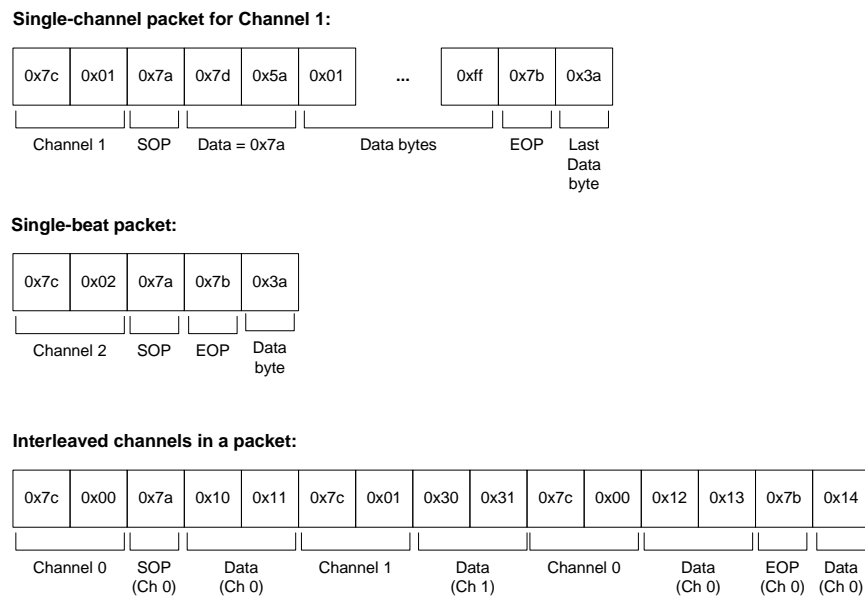 Single-channel packet for Channel 1:
0x7c 0x01 0x7a 0x7d 0x5a 0x01 ... 0xff 0x7b 0x3a
Channel 1 SOP Data = 0x7a Data bytes EOP Last
Data
byte
Single-beat packet:
0x7c 0x02 0x7a 0x7b 0x3a
Channel 2 SOP EOP Data
byte
Interleaved channels in a packet:
0x7c 0x00 0x7a 0x10 0x11 0x7c 0x01 0x30 0x31 0x7c 0x00 0x12 0x13 0x7b 0x14
Channel 0 SOP Data Channel 1 Data Channel 0 Data EOP Data
(Ch 0) (Ch 0) (Ch 1) (Ch 0) (Ch 0) (Ch 0)